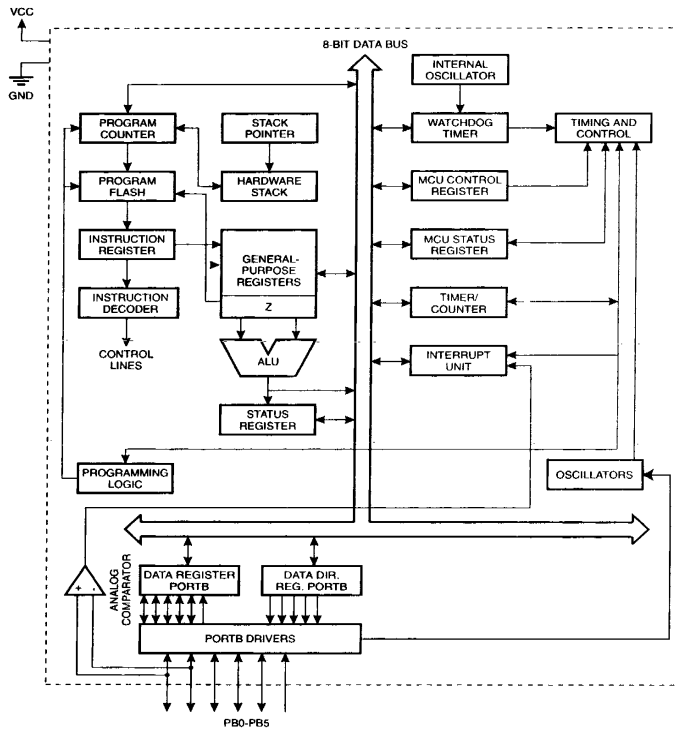 VCC
GND
8-BIT DATA BUS
INTERNAL
OSCILLATOR
PROGRAM
COUNTER
STACK
POINTER
WATCHDOG
TIMER
TIMING AND
CONTROL
PROGRAM
FLASH
HARDWARE
STACK
MCU CONTROL
REGISTER
INSTRUCTION
REGISTER
GENERAL-
PURPOSE
REGISTERS
Z
MCU STATUS
REGISTER
INSTRUCTION
DECODER
TIMER/
COUNTER
CONTROL
LINES
ALU
INTERRUPT
UNIT
STATUS
REGISTER
PROGRAMMING
LOGIC
OSCILLATORS
ANALOG
COMPARATOR
+ -
DATA REGISTER
PORTB
DATA DIR.
REG. PORTB
PORTB DRIVERS
PB0-PB5